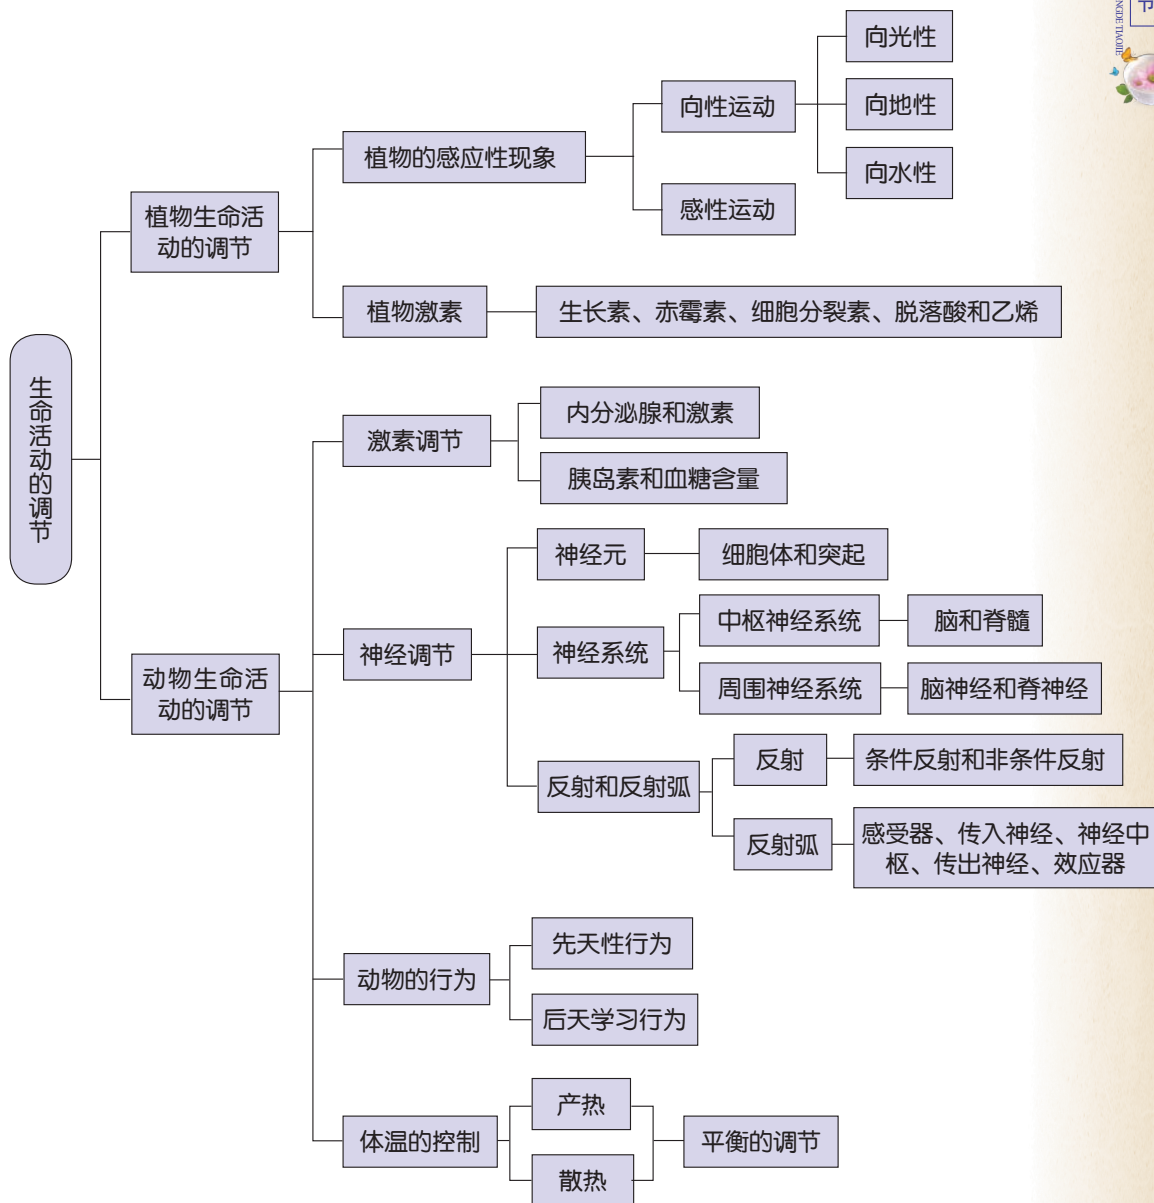 节
NGDE TIAOJIE
向光性
向性运动
向地性
植物的感应性现象
向水性
植物生命活
动的调节
感性运动
植物激素
生长素、赤霉素、细胞分裂素、脱落酸和乙烯
生命活动的调节
激素调节
内分泌腺和激素
胰岛素和血糖含量
动物生命活
动的调节
神经调节
神经元
细胞体和突起
神经系统
中枢神经系统
脑和脊髓
周围神经系统
脑神经和脊神经
反射和反射弧
反射
条件反射和非条件反射
反射弧
感受器、传入神经、神经中
枢、传出神经、效应器
动物的行为
先天性行为
后天学习行为
体温的控制
产热
散热
平衡的调节